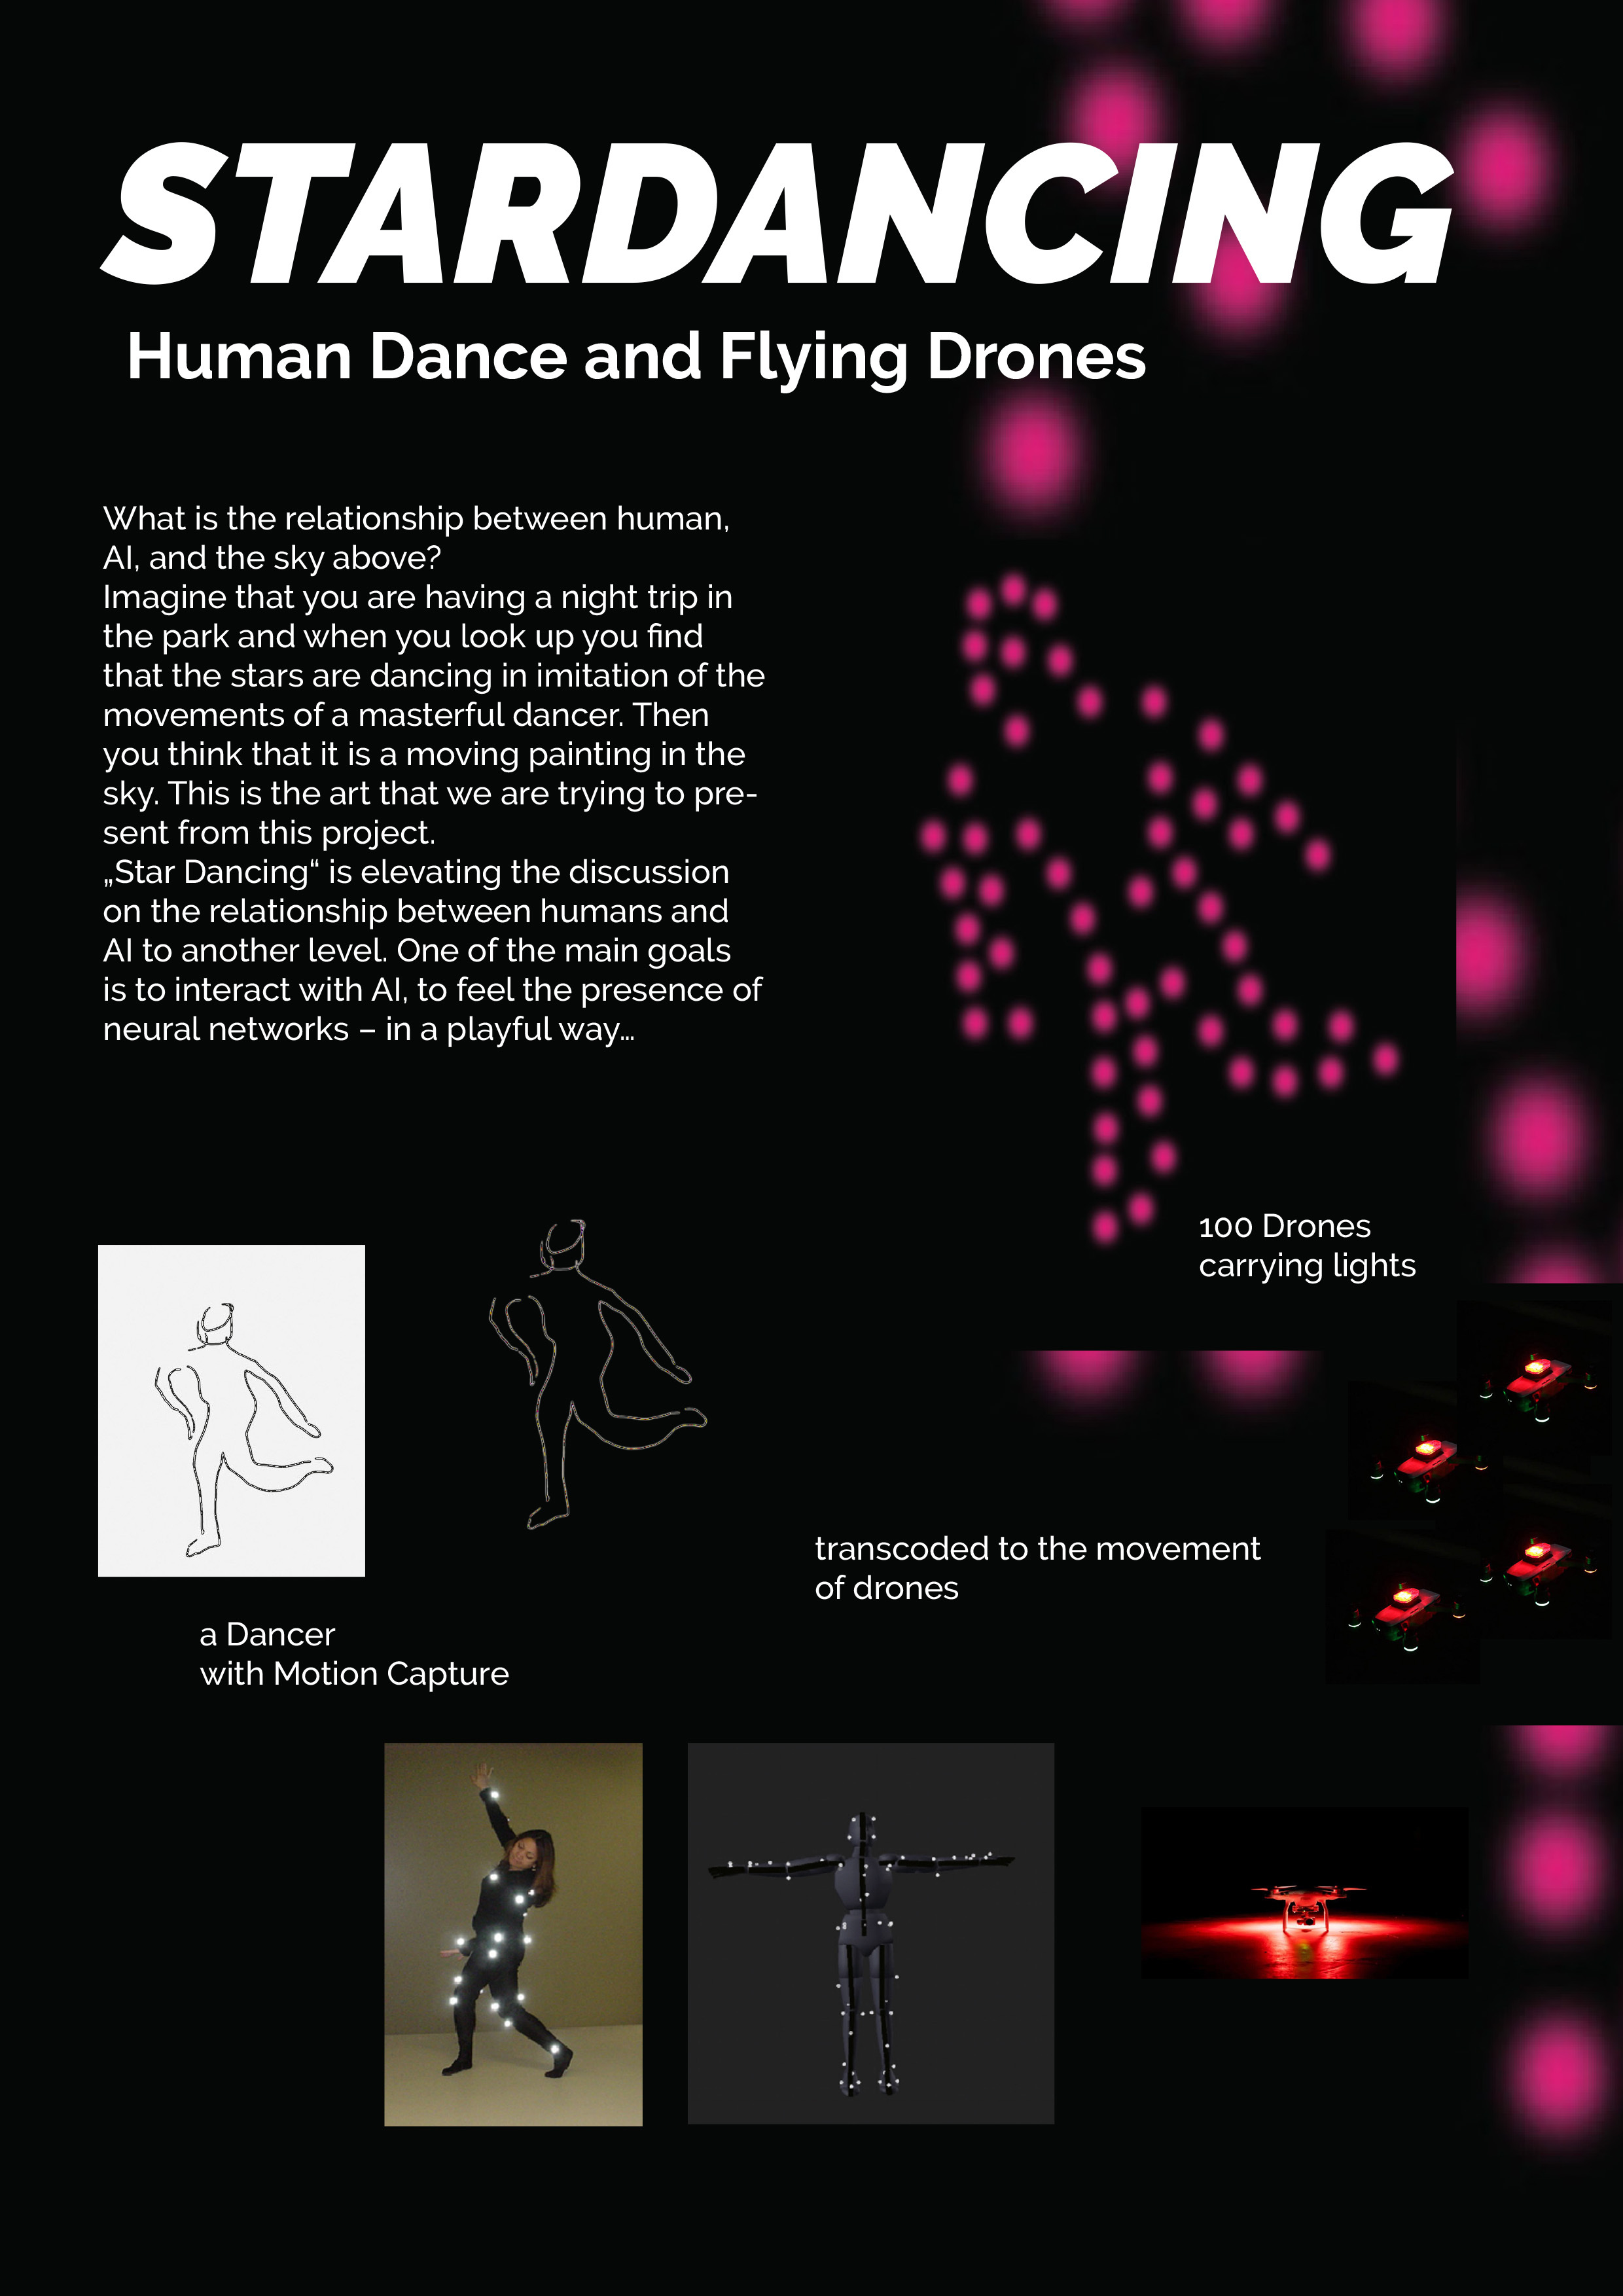 STARDANCING
Human Dance and Flying Drones
What is the relationship between human,
AI, and the sky above?
Imagine that you are having a night trip in
the park and when you look up you find
that the stars are dancing in imitation of the
movements of a masterful dancer. Then
you think that it is a moving painting in the
sky. This is the art that we are trying to pre-
sent from this project.
„Star Dancing“ is elevating the discussion
on the relationship between humans and
AI to another level. One of the main goals
is to interact with AI, to feel the presence of
neural networks – in a playful way...
100 Drones
carrying lights
transcoded to the movement
of drones
a Dancer
with Motion Capture